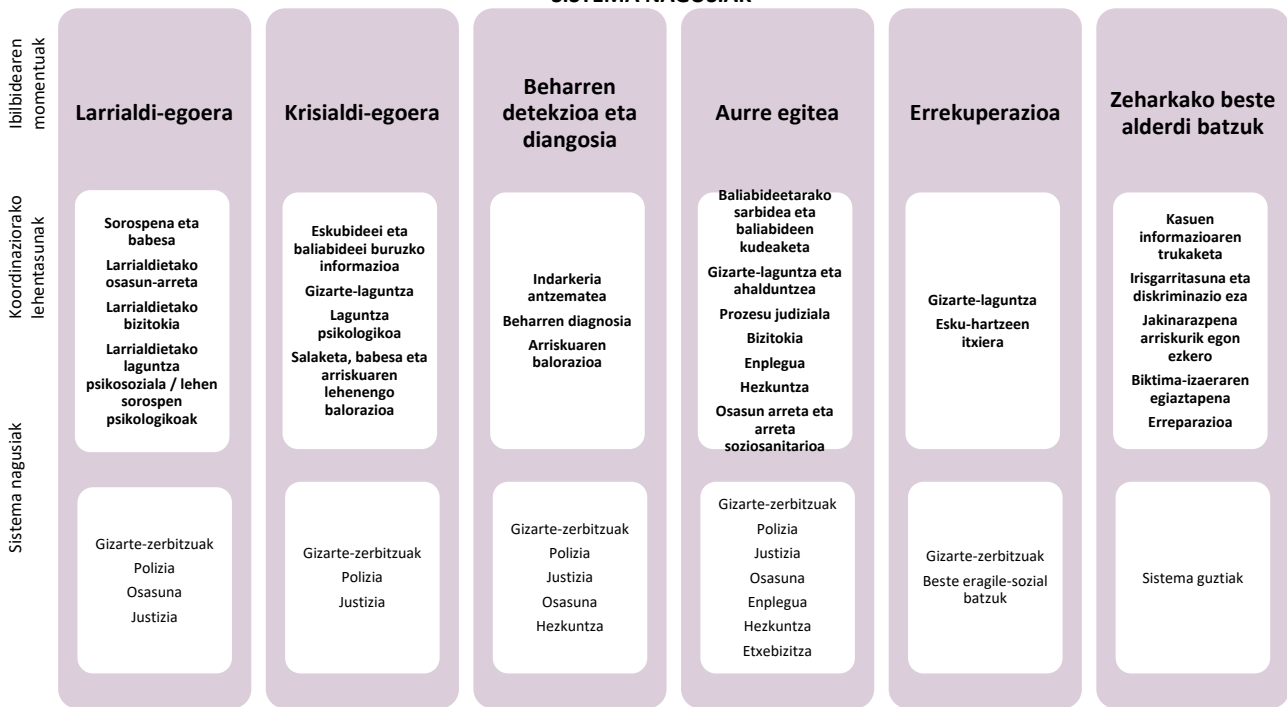 SISTEMA NAGUSIAK
Ibilbidearen
momentuak
Larrialdi-egoera
Krisialdi-egoera
Beharren
detekzioa eta
diangosia
Aurre egitea
Errekuperazioa
Zeharkako beste
alderdi batzuk
Koordinaziorako
lehentasunak
Sorospena eta
babesa
Larrialdietako
osasun-arreta
Larrialdietako
bizitokia
Larrialdietako
laguntza
psikosoziala / lehen
sorospen
psikologikoak
Eskubideei eta
baliabideei buruzko
informazioa
Gizarte-laguntza
Laguntza
psikologikoa
Salaketa, babesa eta
arriskuaren
lehenengo
balorazioa
Indarkeria
antzematea
Beharren diagnosia
Arriskuaren
balorazioa
Baliabideetarako
sarbidea eta
baliabideen
kudeaketa
Gizarte-laguntza eta
ahalduntzea
Prozesu judiziala
Bizitokia
Enplegua
Hezkuntza
Osasun arreta eta
arreta
soziosanitarioa
Gizarte-laguntza
Esku-hartzeen
itxiera
Kasuen
informazioaren
trukaketa
Irisgarritasuna eta
diskriminazio eza
Jakinarazpena
arriskurik egon
ezkero
Biktima-izaeraren
egiaztapena
Erreparazioa
Sistema nagusiak
Gizarte-zerbitzuak
Polizia
Osasuna
Justizia
Gizarte-zerbitzuak
Polizia
Justizia
Gizarte-zerbitzuak
Polizia
Justizia
Osasuna
Hezkuntza
Gizarte-zerbitzuak
Polizia
Justizia
Osasuna
Enplegua
Hezkuntza
Etxebizitza
Gizarte-zerbitzuak
Beste eragile-sozial
batzuk
Sistema guztiak